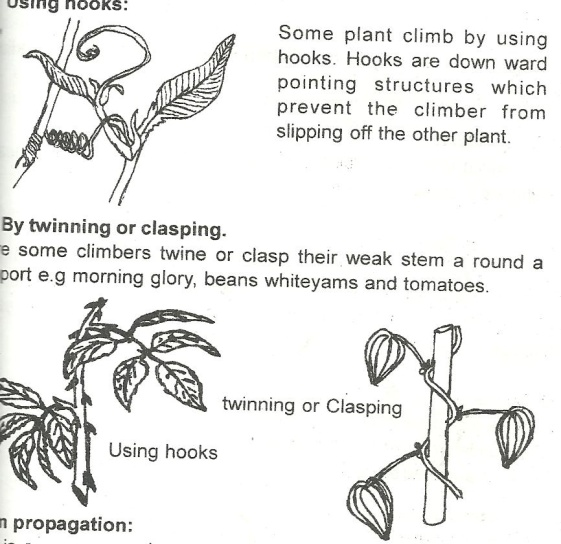 Using hooks:
Some plant climb by using
hooks. Hooks are down ward
pointing structures which
prevent the climber from
slipping off the other plant.
By twinning or clasping.
e some climbers twine or clasp their weak stem a round a
port e.g morning glory, beans whiteyams and tomatoes.
twinning or Clasping
Using hooks
n propagation: